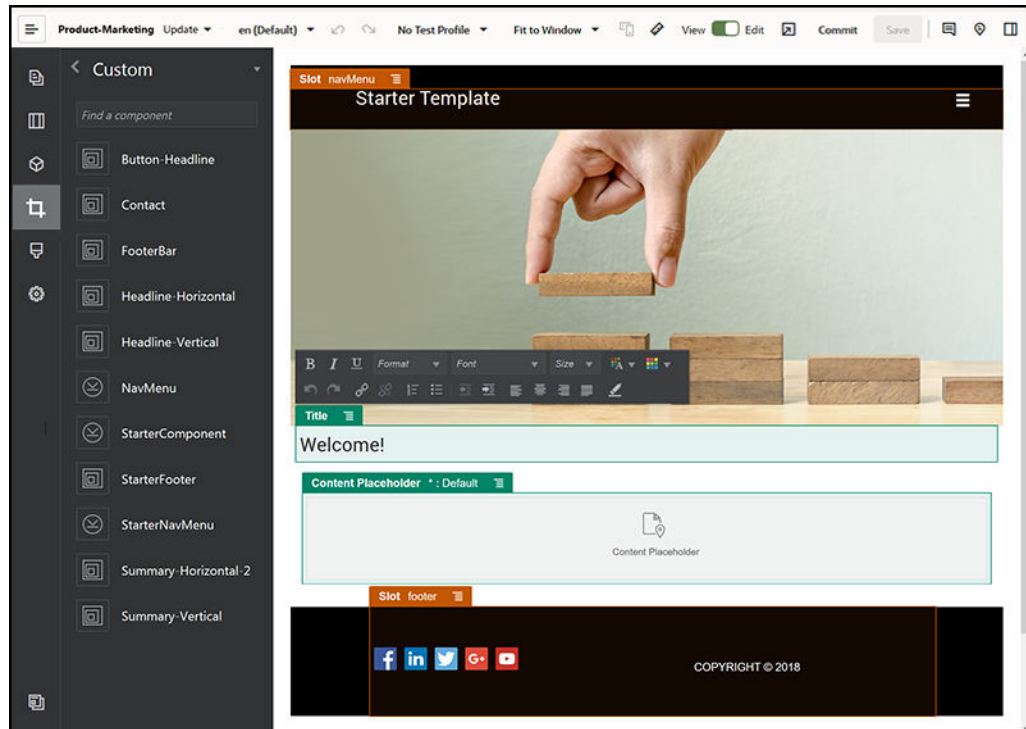 Product-Marketing Update en (Default) No Test Profile Fit to Window View Edit Commit Save
Custom
Find a component
Button-Headline
Contact
FooterBar
Headline-Horizontal
Headline-Vertical
NavMenu
StarterComponent
StarterFooter
StarterNavMenu
Summary-Horizontal-2
Summary-Vertical
Slot navMenu
Starter Template
B I U Format Font Size A
Title
Welcome!
Content Placeholder * : Default
Content Placeholder
Slot footer
f in G+ COPYRIGHT © 2018